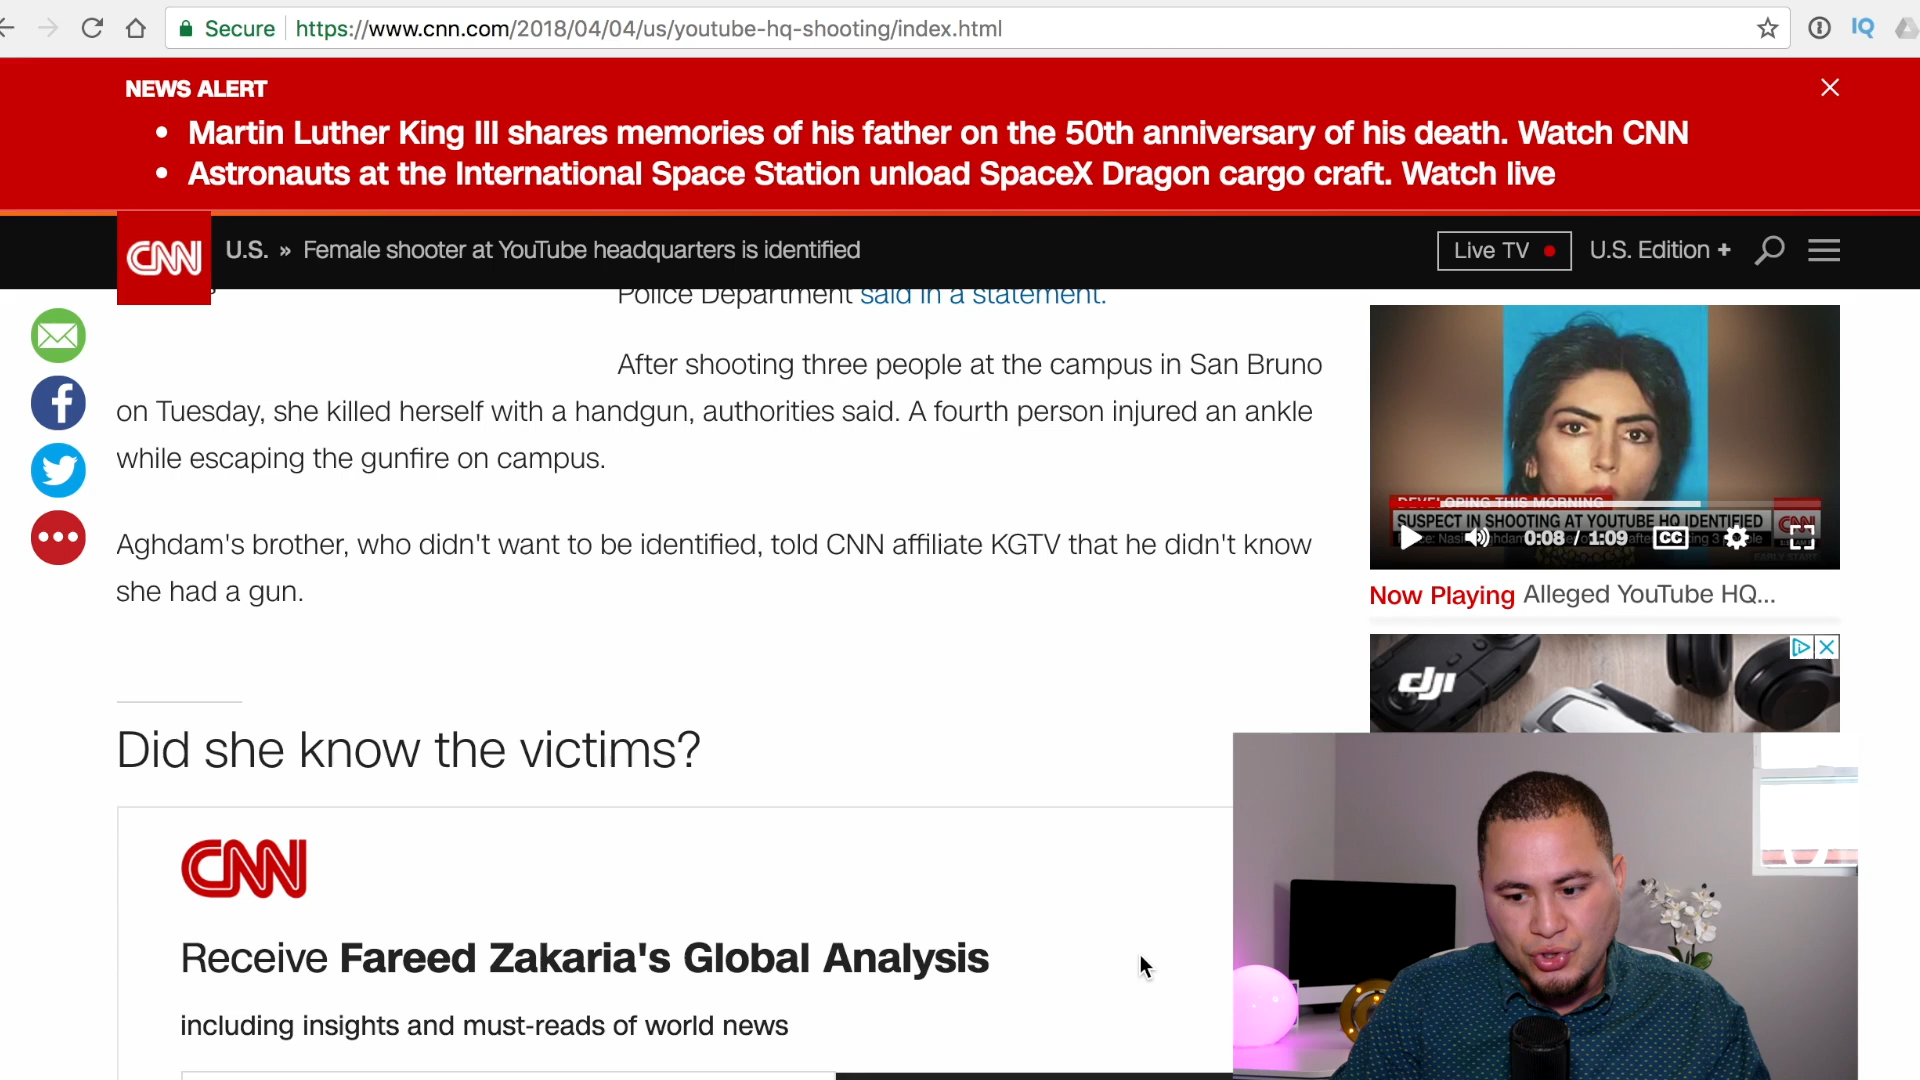 Secure
https://www.cnn.com/2018/04/04/us/youtube-hq-shooting/index.html
IQ
NEWS ALERT
• Martin Luther King III shares memories of his father on the 50th anniversary of his death. Watch CNN
• Astronauts at the International Space Station unload SpaceX Dragon cargo craft. Watch live
CNN
U.S. » Female shooter at YouTube headquarters is identified
Live TV
U.S. Edition +
Police Department said in a statement.
After shooting three people at the campus in San Bruno
on Tuesday, she killed herself with a handgun, authorities said. A fourth person injured an ankle
while escaping the gunfire on campus.
Aghdam's brother, who didn't want to be identified, told CNN affiliate KGTV that he didn't know
she had a gun.
DEVELOPING THIS MORNING
SUSPECT IN SHOOTING AT YOUTUBE HQ IDENTIFIED
CNN
0:08 / 1:09
CC
EARLY START
Now Playing Alleged YouTube HQ...
dji
Did she know the victims?
CNN
Receive Fareed Zakaria's Global Analysis
including insights and must-reads of world news